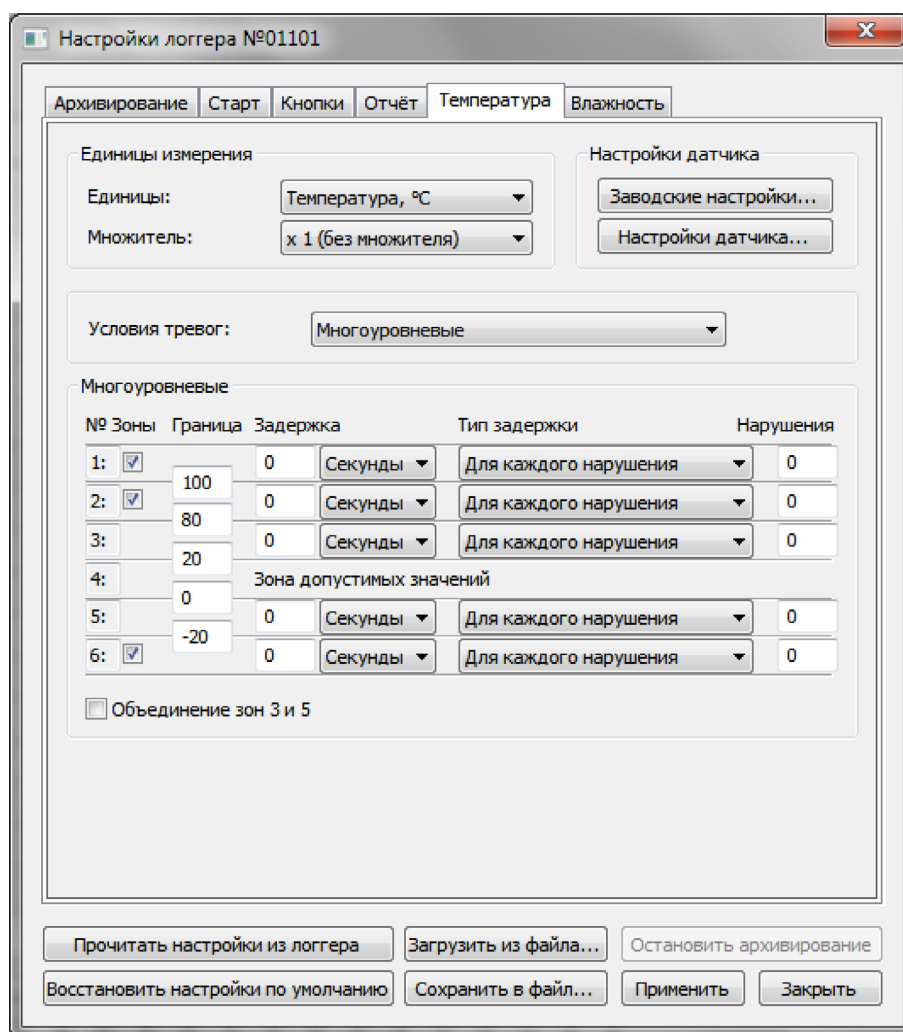 Настройки логгера №01101
Архивирование Старт Кнопки Отчёт Температура Влажность
Единицы измерения Настройки датчика
Единицы: Температура, ºС Заводские настройки...
Множитель: x 1 (без множителя) Настройки датчика...
Условия тревог: Многоуровневые
Многоуровневые
№ Зоны Граница Задержка Тип задержки Нарушения
1: 0 Секунды Для каждого нарушения 0
100
2: 0 Секунды Для каждого нарушения 0
80
3: 0 Секунды Для каждого нарушения 0
20
4: Зона допустимых значений
0
5: 0 Секунды Для каждого нарушения 0
-20
6: 0 Секунды Для каждого нарушения 0
Объединение зон 3 и 5
Прочитать настройки из логгера Загрузить из файла... Остановить архивирование
Восстановить настройки по умолчанию Сохранить в файл... Применить Закрыть